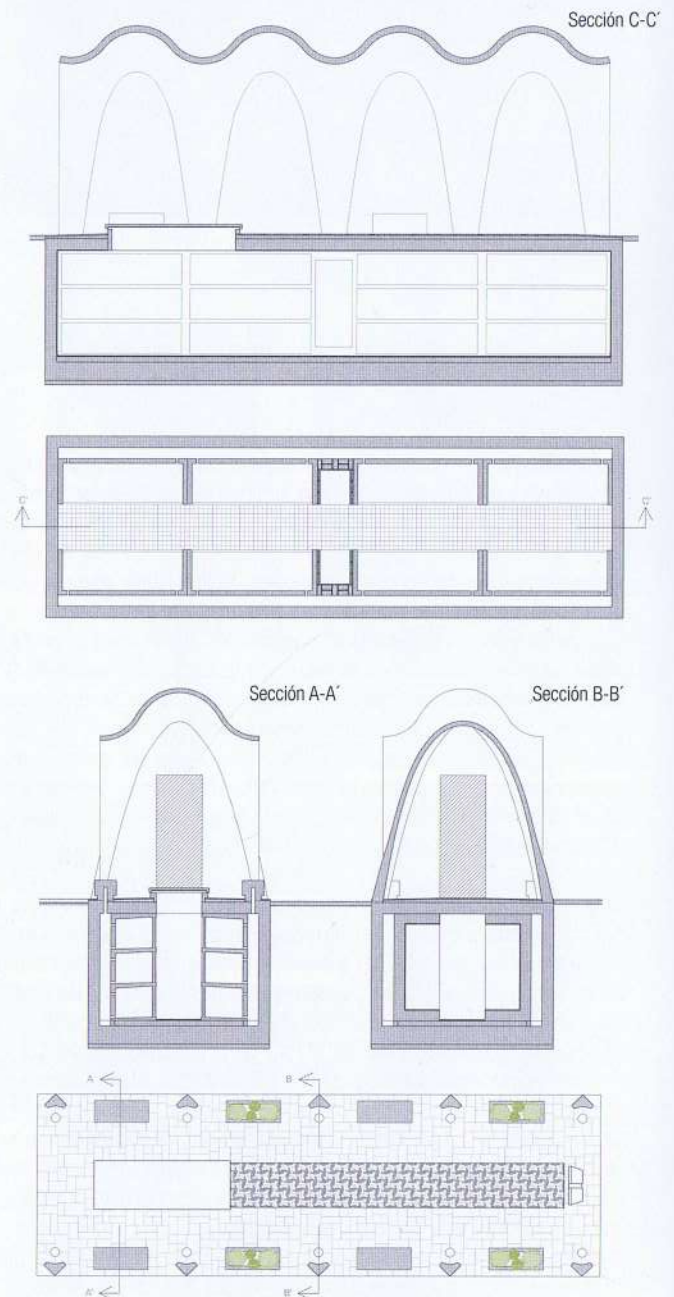 Sección C-C´
C' C'
Sección A-A´
Sección B-B´
A B
A' B'